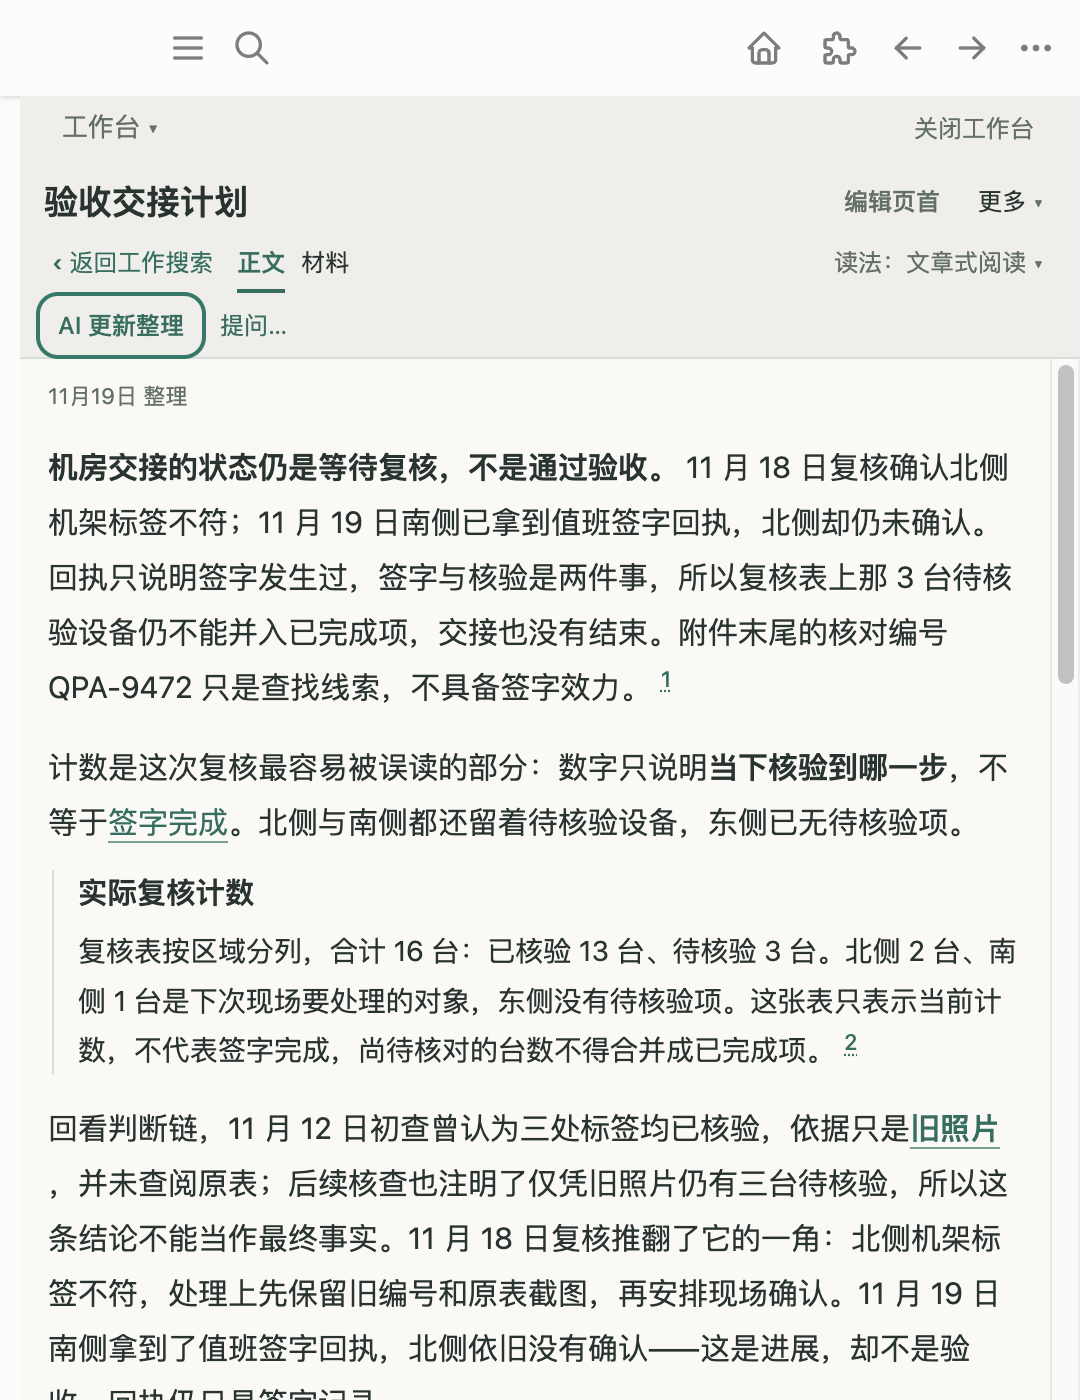 工作台 ▾
关闭工作台
验收交接计划
编辑页首
更多 ▾
‹ 返回工作搜索
正文
材料
读法：文章式阅读 ▾
AI 更新整理
提问...
11月19日 整理
机房交接的状态仍是等待复核，不是通过验收。 11 月 18 日复核确认北侧
机架标签不符；11 月 19 日南侧已拿到值班签字回执，北侧却仍未确认。
回执只说明签字发生过，签字与核验是两件事，所以复核表上那 3 台待核
验设备仍不能并入已完成项，交接也没有结束。附件末尾的核对编号
QPA-9472 只是查找线索，不具备签字效力。 1
计数是这次复核最容易被误读的部分：数字只说明当下核验到哪一步，不
等于签字完成。北侧与南侧都还留着待核验设备，东侧已无待核验项。
实际复核计数
复核表按区域分列，合计 16 台：已核验 13 台、待核验 3 台。北侧 2 台、南
侧 1 台是下次现场要处理的对象，东侧没有待核验项。这张表只表示当前计
数，不代表签字完成，尚待核对的台数不得合并成已完成项。 2
回看判断链，11 月 12 日初查曾认为三处标签均已核验，依据只是旧照片
，并未查阅原表；后续核查也注明了仅凭旧照片仍有三台待核验，所以这
条结论不能当作最终事实。11 月 18 日复核推翻了它的一角：北侧机架标
签不符，处理上先保留旧编号和原表截图，再安排现场确认。11 月 19 日
南侧拿到了值班签字回执，北侧依旧没有确认——这是进展，却不是验
收，回执仍只是签字记录